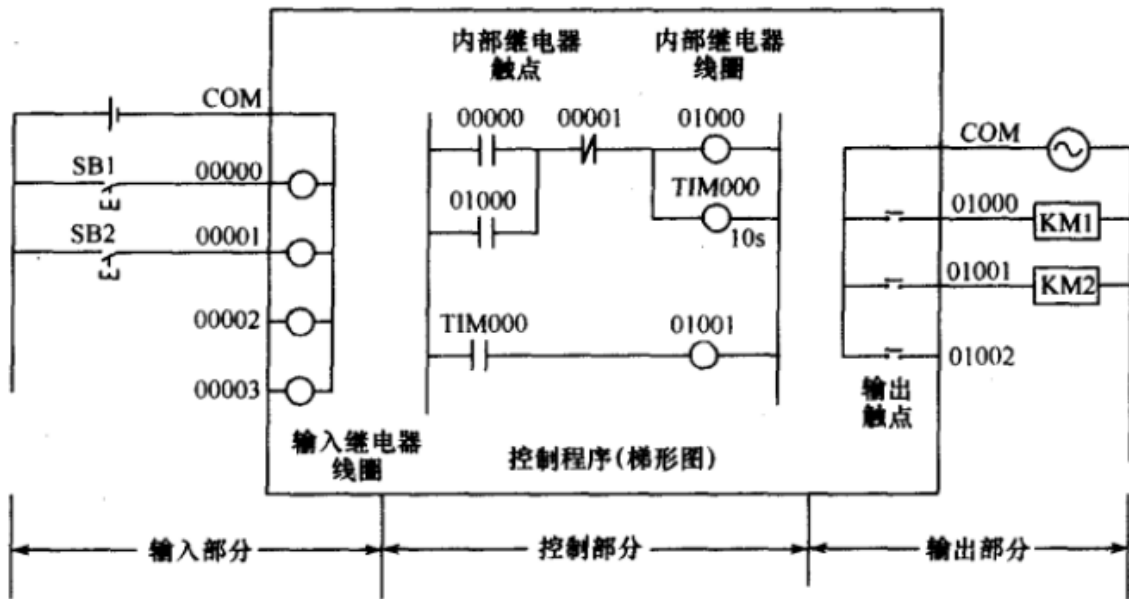 内部继电器
触点
内部继电器
线圈
COM
00000
00001
01000
COM
SB1
00000
TIM000
01000
01000
KM1
SB2
00001
10s
01001
KM2
00002
TIM000
01001
01002
00003
输出
触点
输入继电器
线圈
控制程序(梯形图)
输入部分
控制部分
输出部分